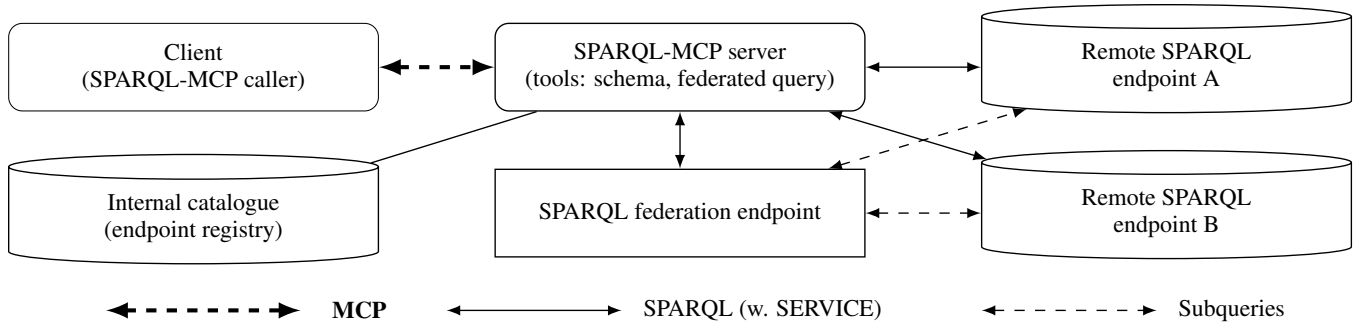 Client
(SPARQL-MCP caller)
SPARQL-MCP server
(tools: schema, federated query)
Remote SPARQL
endpoint A
Internal catalogue
(endpoint registry)
SPARQL federation endpoint
Remote SPARQL
endpoint B
MCP
SPARQL (w. SERVICE)
Subqueries